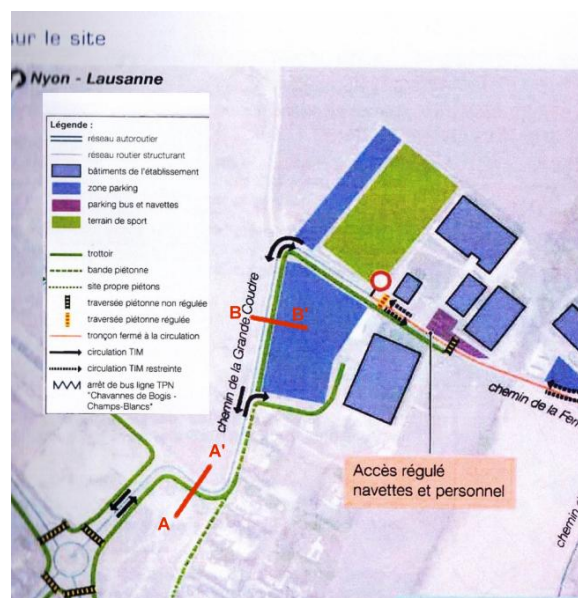 sur le site
Nyon - Lausanne
Légende :
réseau autoroutier
réseau routier structurant
bâtiments de l'établissement
zone parking
parking bus et navettes
terrain de sport
trottoir
bande piétonne
site propre piétons
traversée piétonne non régulée
traversée piétonne régulée
tronçon fermé à la circulation
circulation TIM
circulation TIM restreinte
arrêt de bus ligne TPN
"Chavannes de Bogis -
Champs-Blancs"
chemin de la Grande Coudre
B
B'
A'
A
chemin de la Fer
Accès régulé
navettes et personnel
chemin